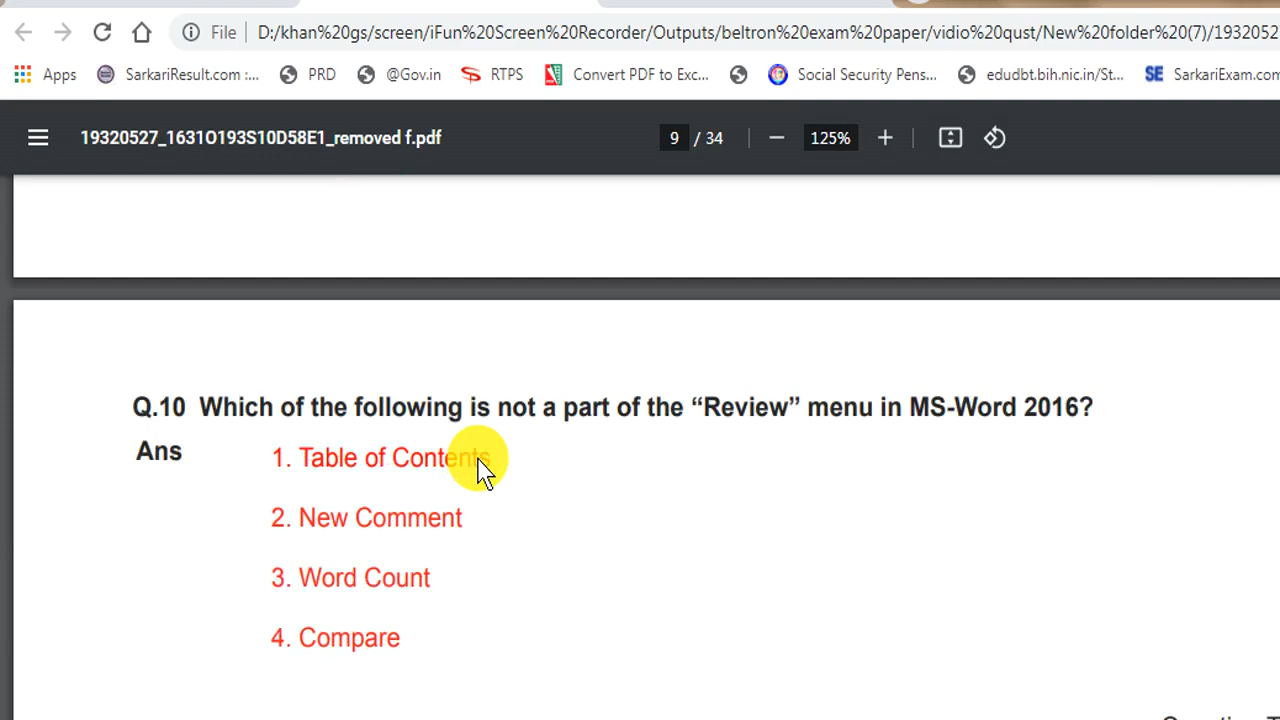 File D:/khan%20gs/screen/iFun%20Screen%20Recorder/Outputs/beltron%20exam%20paper/vidio%20qust/New%20folder%20(7)/1932052
Apps SarkariResult.com :... PRD @Gov.in RTPS Convert PDF to Exc... Social Security Pens... edudbt.bih.nic.in/St... SE SarkariExam.com
19320527_1631O193S10D58E1_removed f.pdf 9 / 34 125%
Q.10 Which of the following is not a part of the “Review” menu in MS-Word 2016?
Ans 1. Table of Contents
2. New Comment
3. Word Count
4. Compare